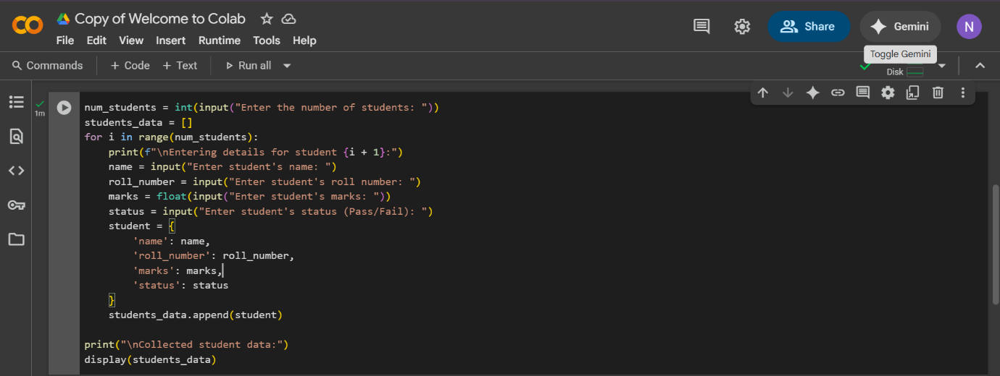 Copy of Welcome to Colab
File Edit View Insert Runtime Tools Help
Share
Gemini
N
Toggle Gemini
Commands + Code + Text Run all
Disk
1m
num_students = int(input("Enter the number of students: "))
students_data = []
for i in range(num_students):
    print(f"\nEntering details for student {i + 1}:")
    name = input("Enter student's name: ")
    roll_number = input("Enter student's roll number: ")
    marks = float(input("Enter student's marks: "))
    status = input("Enter student's status (Pass/Fail): ")
    student = {
        'name': name,
        'roll_number': roll_number,
        'marks': marks,
        'status': status
    }
    students_data.append(student)
print("\nCollected student data:")
display(students_data)